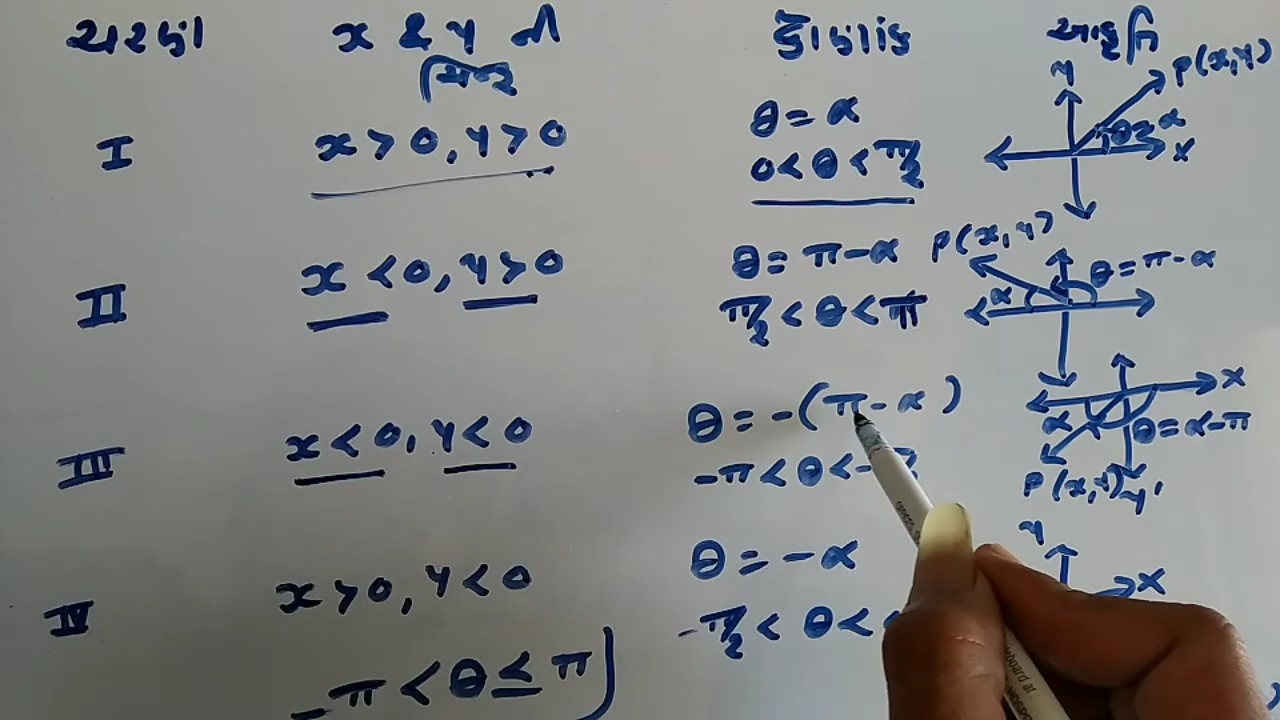 ચરણ x & y ની કોણાંક આકૃતિ
ચિહ્ન
I x > 0, y > 0 θ = α
0 < θ < π/2
y P(x,y) θ=α x
II x < 0, y > 0 θ = π-α
π/2 < θ < π
P(x,y) α θ=π-α
III x < 0, y < 0 θ = -(π-α)
-π < θ < -
x α θ=α-π
P(x,y) y'
IV x > 0, y < 0 θ = -α
-π/2 < θ <
y x
-π < θ ≤ π)